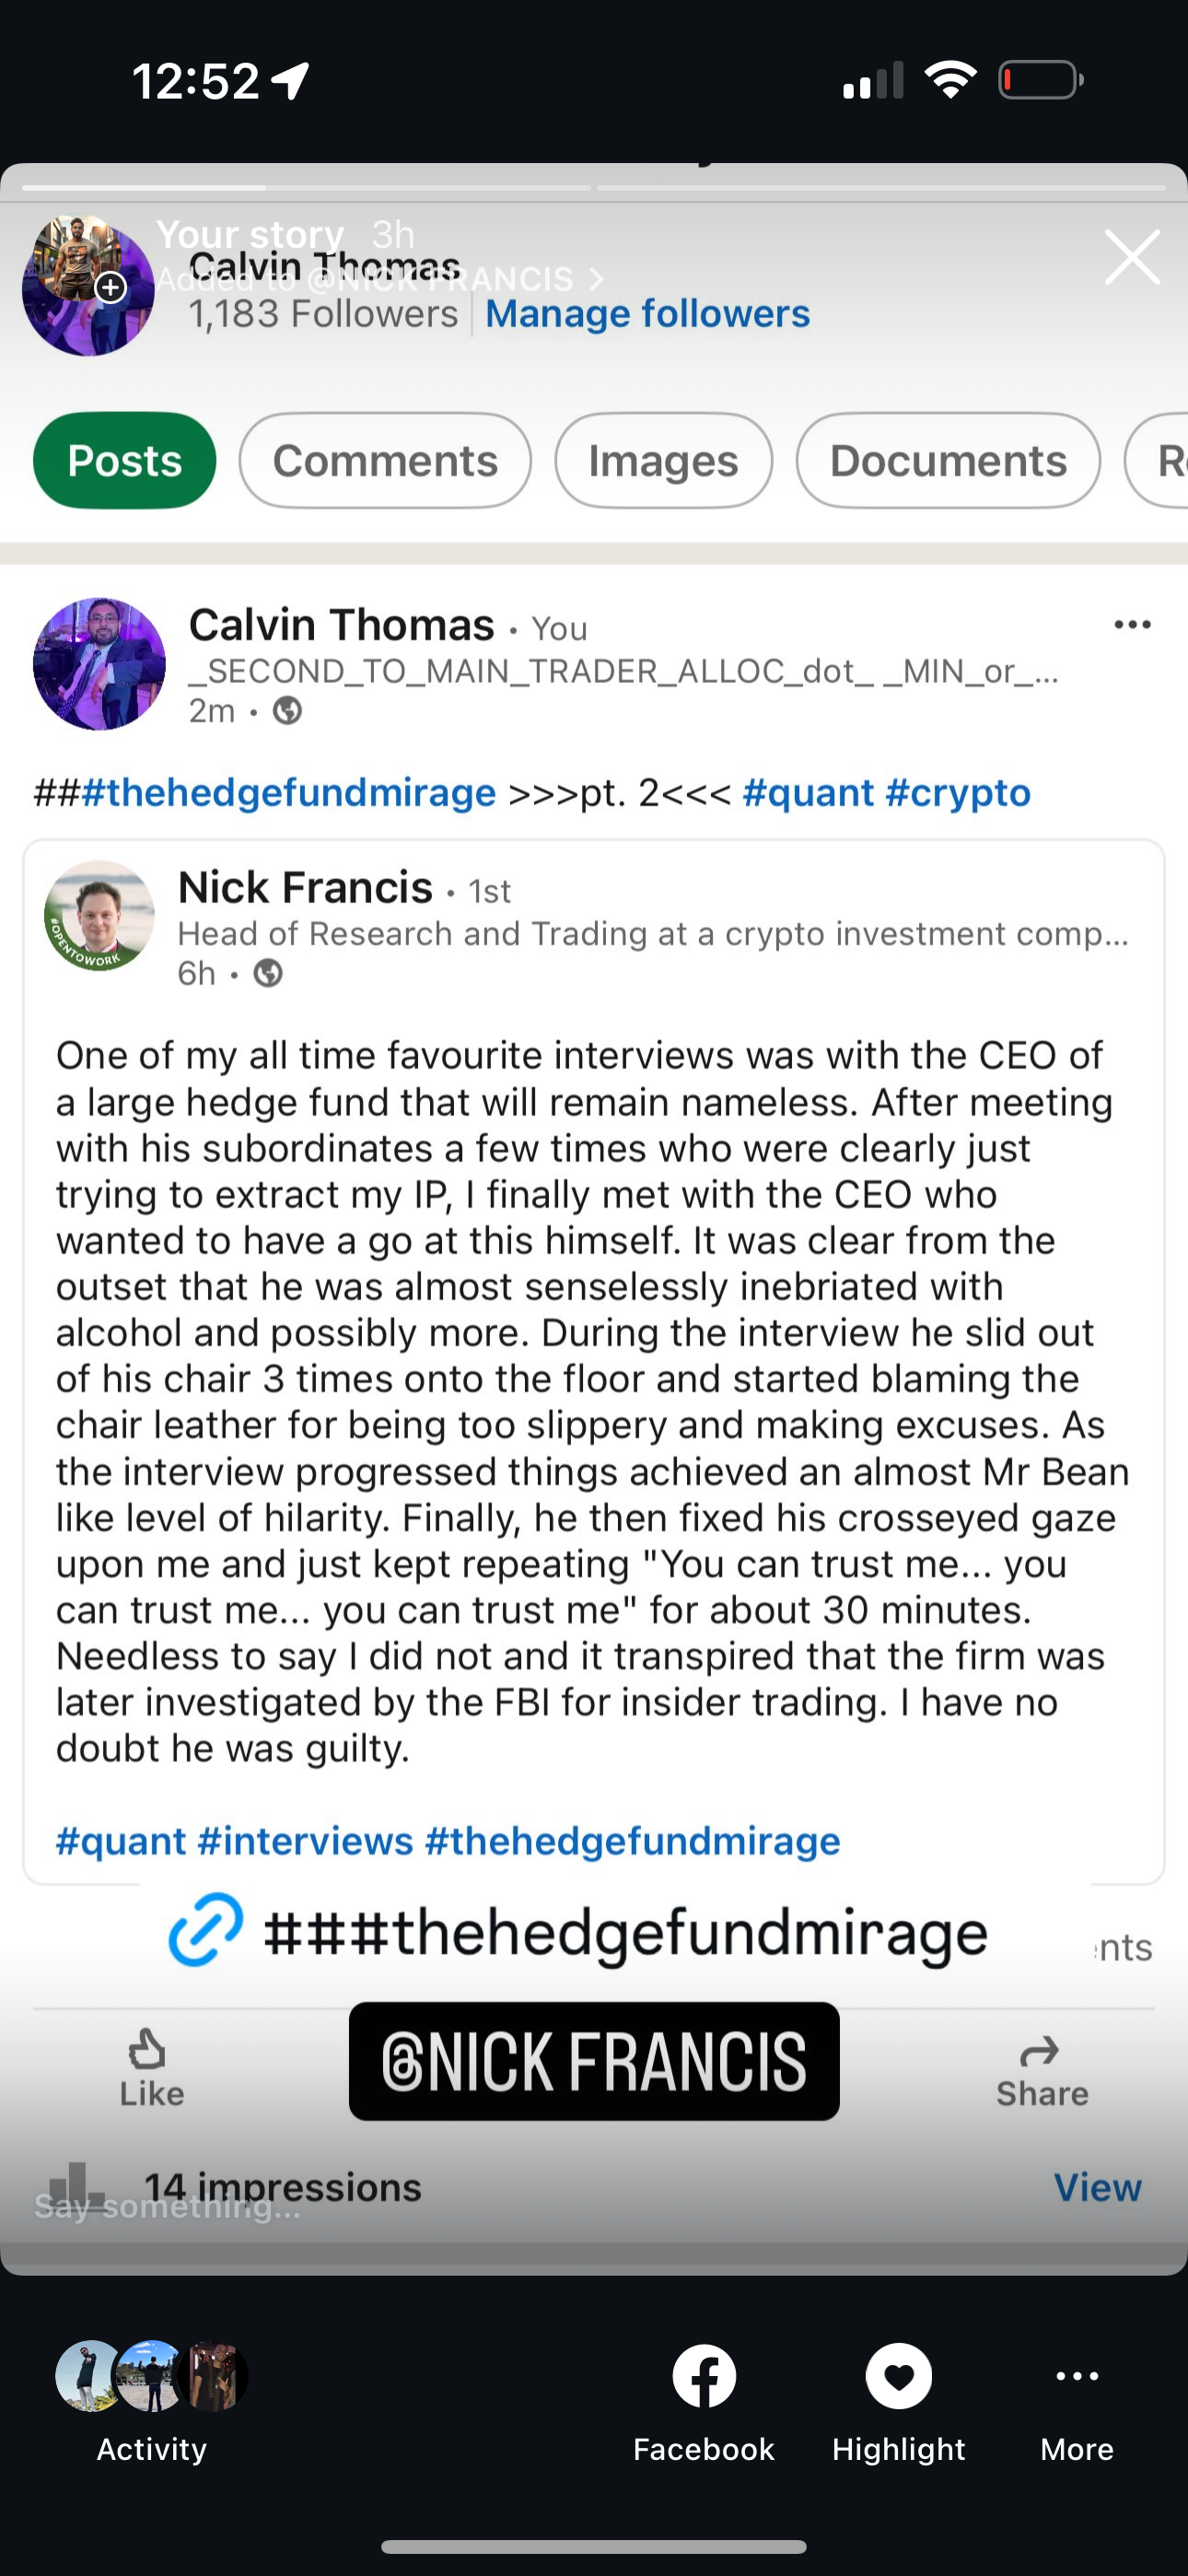 12:52
Your story 3h
Calvin Thomas
Added to @NICK FRANCIS >
1,183 Followers Manage followers
Posts Comments Images Documents R
Calvin Thomas • You
_SECOND_TO_MAIN_TRADER_ALLOC_dot_ _MIN_or_...
2m •
###thehedgefundmirage >>>pt. 2<<< #quant #crypto
Nick Francis • 1st
Head of Research and Trading at a crypto investment comp...
#OPENTOWORK
6h •
One of my all time favourite interviews was with the CEO of
a large hedge fund that will remain nameless. After meeting
with his subordinates a few times who were clearly just
trying to extract my IP, I finally met with the CEO who
wanted to have a go at this himself. It was clear from the
outset that he was almost senselessly inebriated with
alcohol and possibly more. During the interview he slid out
of his chair 3 times onto the floor and started blaming the
chair leather for being too slippery and making excuses. As
the interview progressed things achieved an almost Mr Bean
like level of hilarity. Finally, he then fixed his crosseyed gaze
upon me and just kept repeating "You can trust me... you
can trust me... you can trust me" for about 30 minutes.
Needless to say I did not and it transpired that the firm was
later investigated by the FBI for insider trading. I have no
doubt he was guilty.
#quant #interviews #thehedgefundmirage
###thehedgefundmirage
nts
@NICK FRANCIS
Like Share
14 impressions View
Say something...
Activity Facebook Highlight More